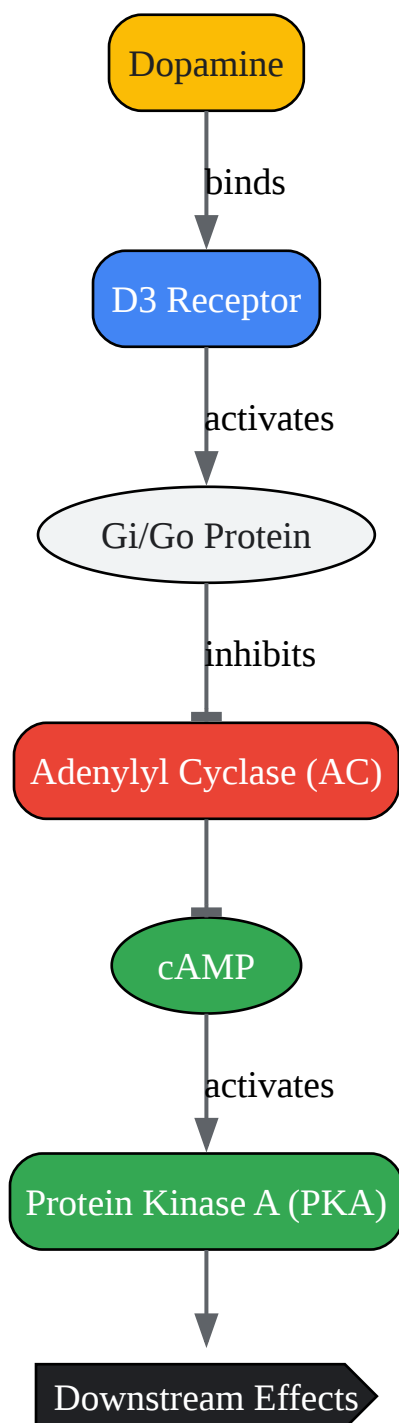 Dopamine
binds
D3 Receptor
activates
Gi/Go Protein
inhibits
Adenylyl Cyclase (AC)
cAMP
activates
Protein Kinase A (PKA)
Downstream Effects